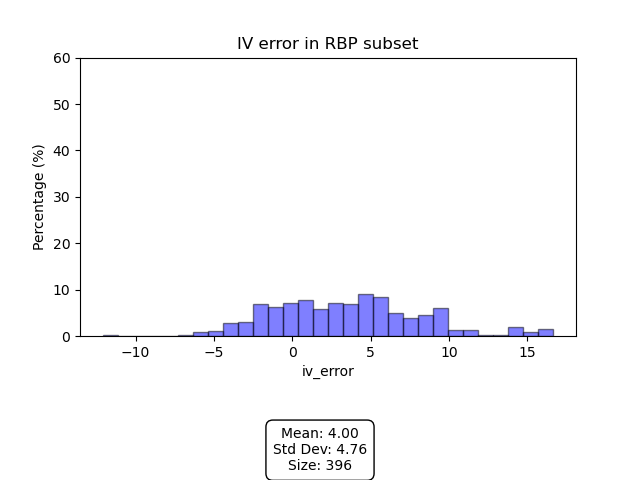 IV error in RBP subset
60
50
40
30
20
10
0
Percentage (%)
−10 −5 0 5 10 15
iv_error
Mean: 4.00
Std Dev: 4.76
Size: 396